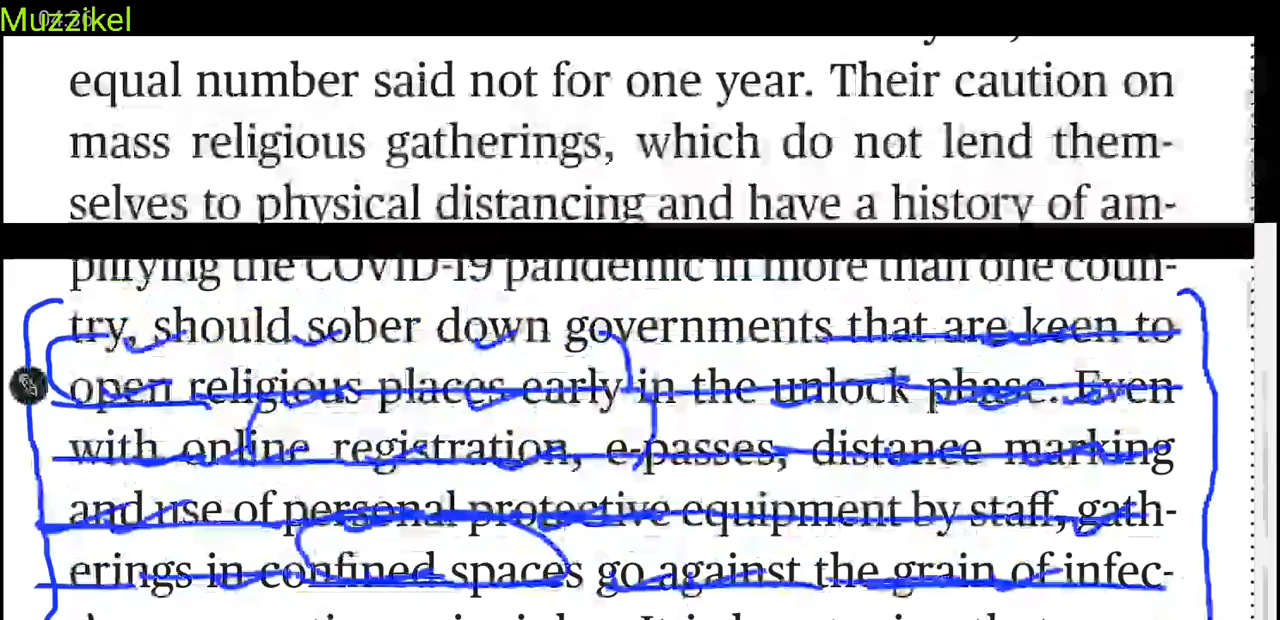 Muzzikel
04:36
equal number said not for one year. Their caution on
mass religious gatherings, which do not lend them-
selves to physical distancing and have a history of am-
plifying the COVID-19 pandemic in more than one coun-
try, should sober down governments that are keen to
open religious places early in the unlock phase. Even
with online registration, e-passes, distance marking
and use of personal protective equipment by staff, gath-
erings in confined spaces go against the grain of infec-